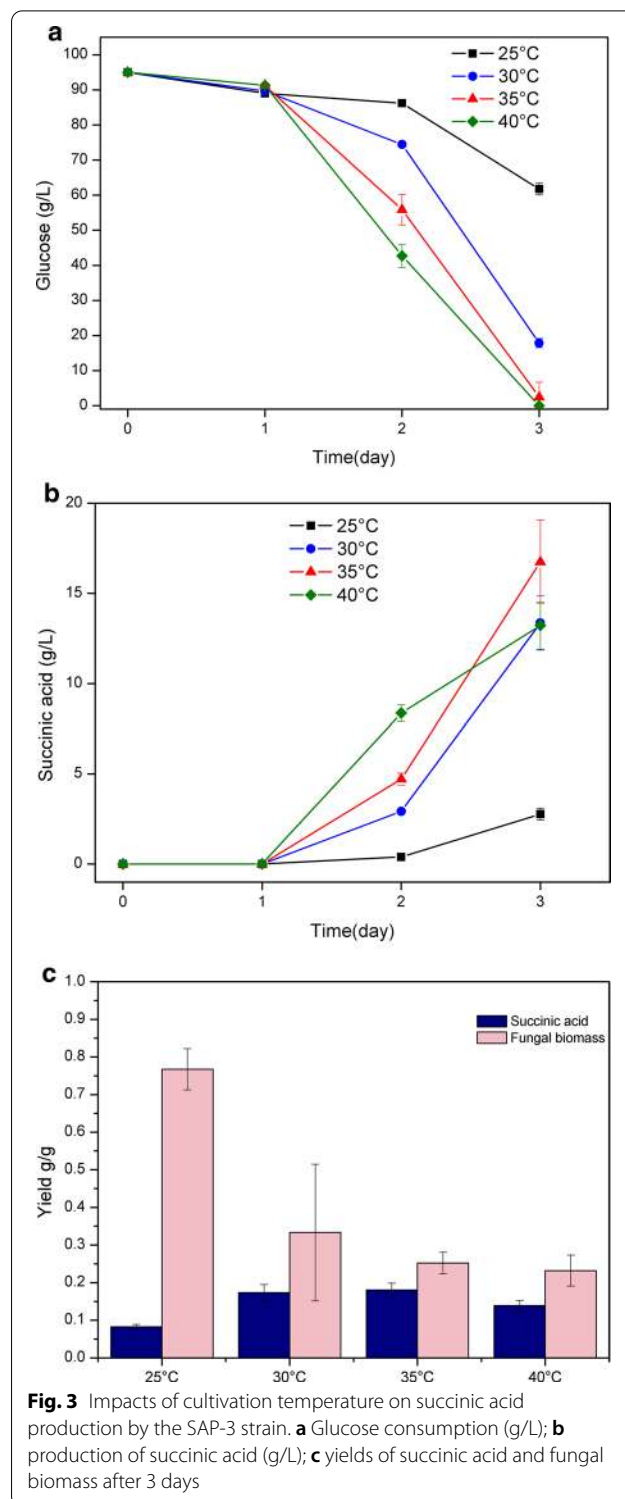 a
100
90
80
70
60
50
40
30
20
10
0
Glucose (g/L)
25°C
30°C
35°C
40°C
0 1 2 3
Time(day)
b
20
15
10
5
0
Succinic acid (g/L)
25°C
30°C
35°C
40°C
0 1 2 3
Time(day)
c
1.0
0.9
0.8
0.7
0.6
0.5
0.4
0.3
0.2
0.1
0.0
Yield g/g
Succinic acid
Fungal biomass
25°C 30°C 35°C 40°C
Fig. 3 Impacts of cultivation temperature on succinic acid
production by the SAP-3 strain. a Glucose consumption (g/L); b
production of succinic acid (g/L); c yields of succinic acid and fungal
biomass after 3 days